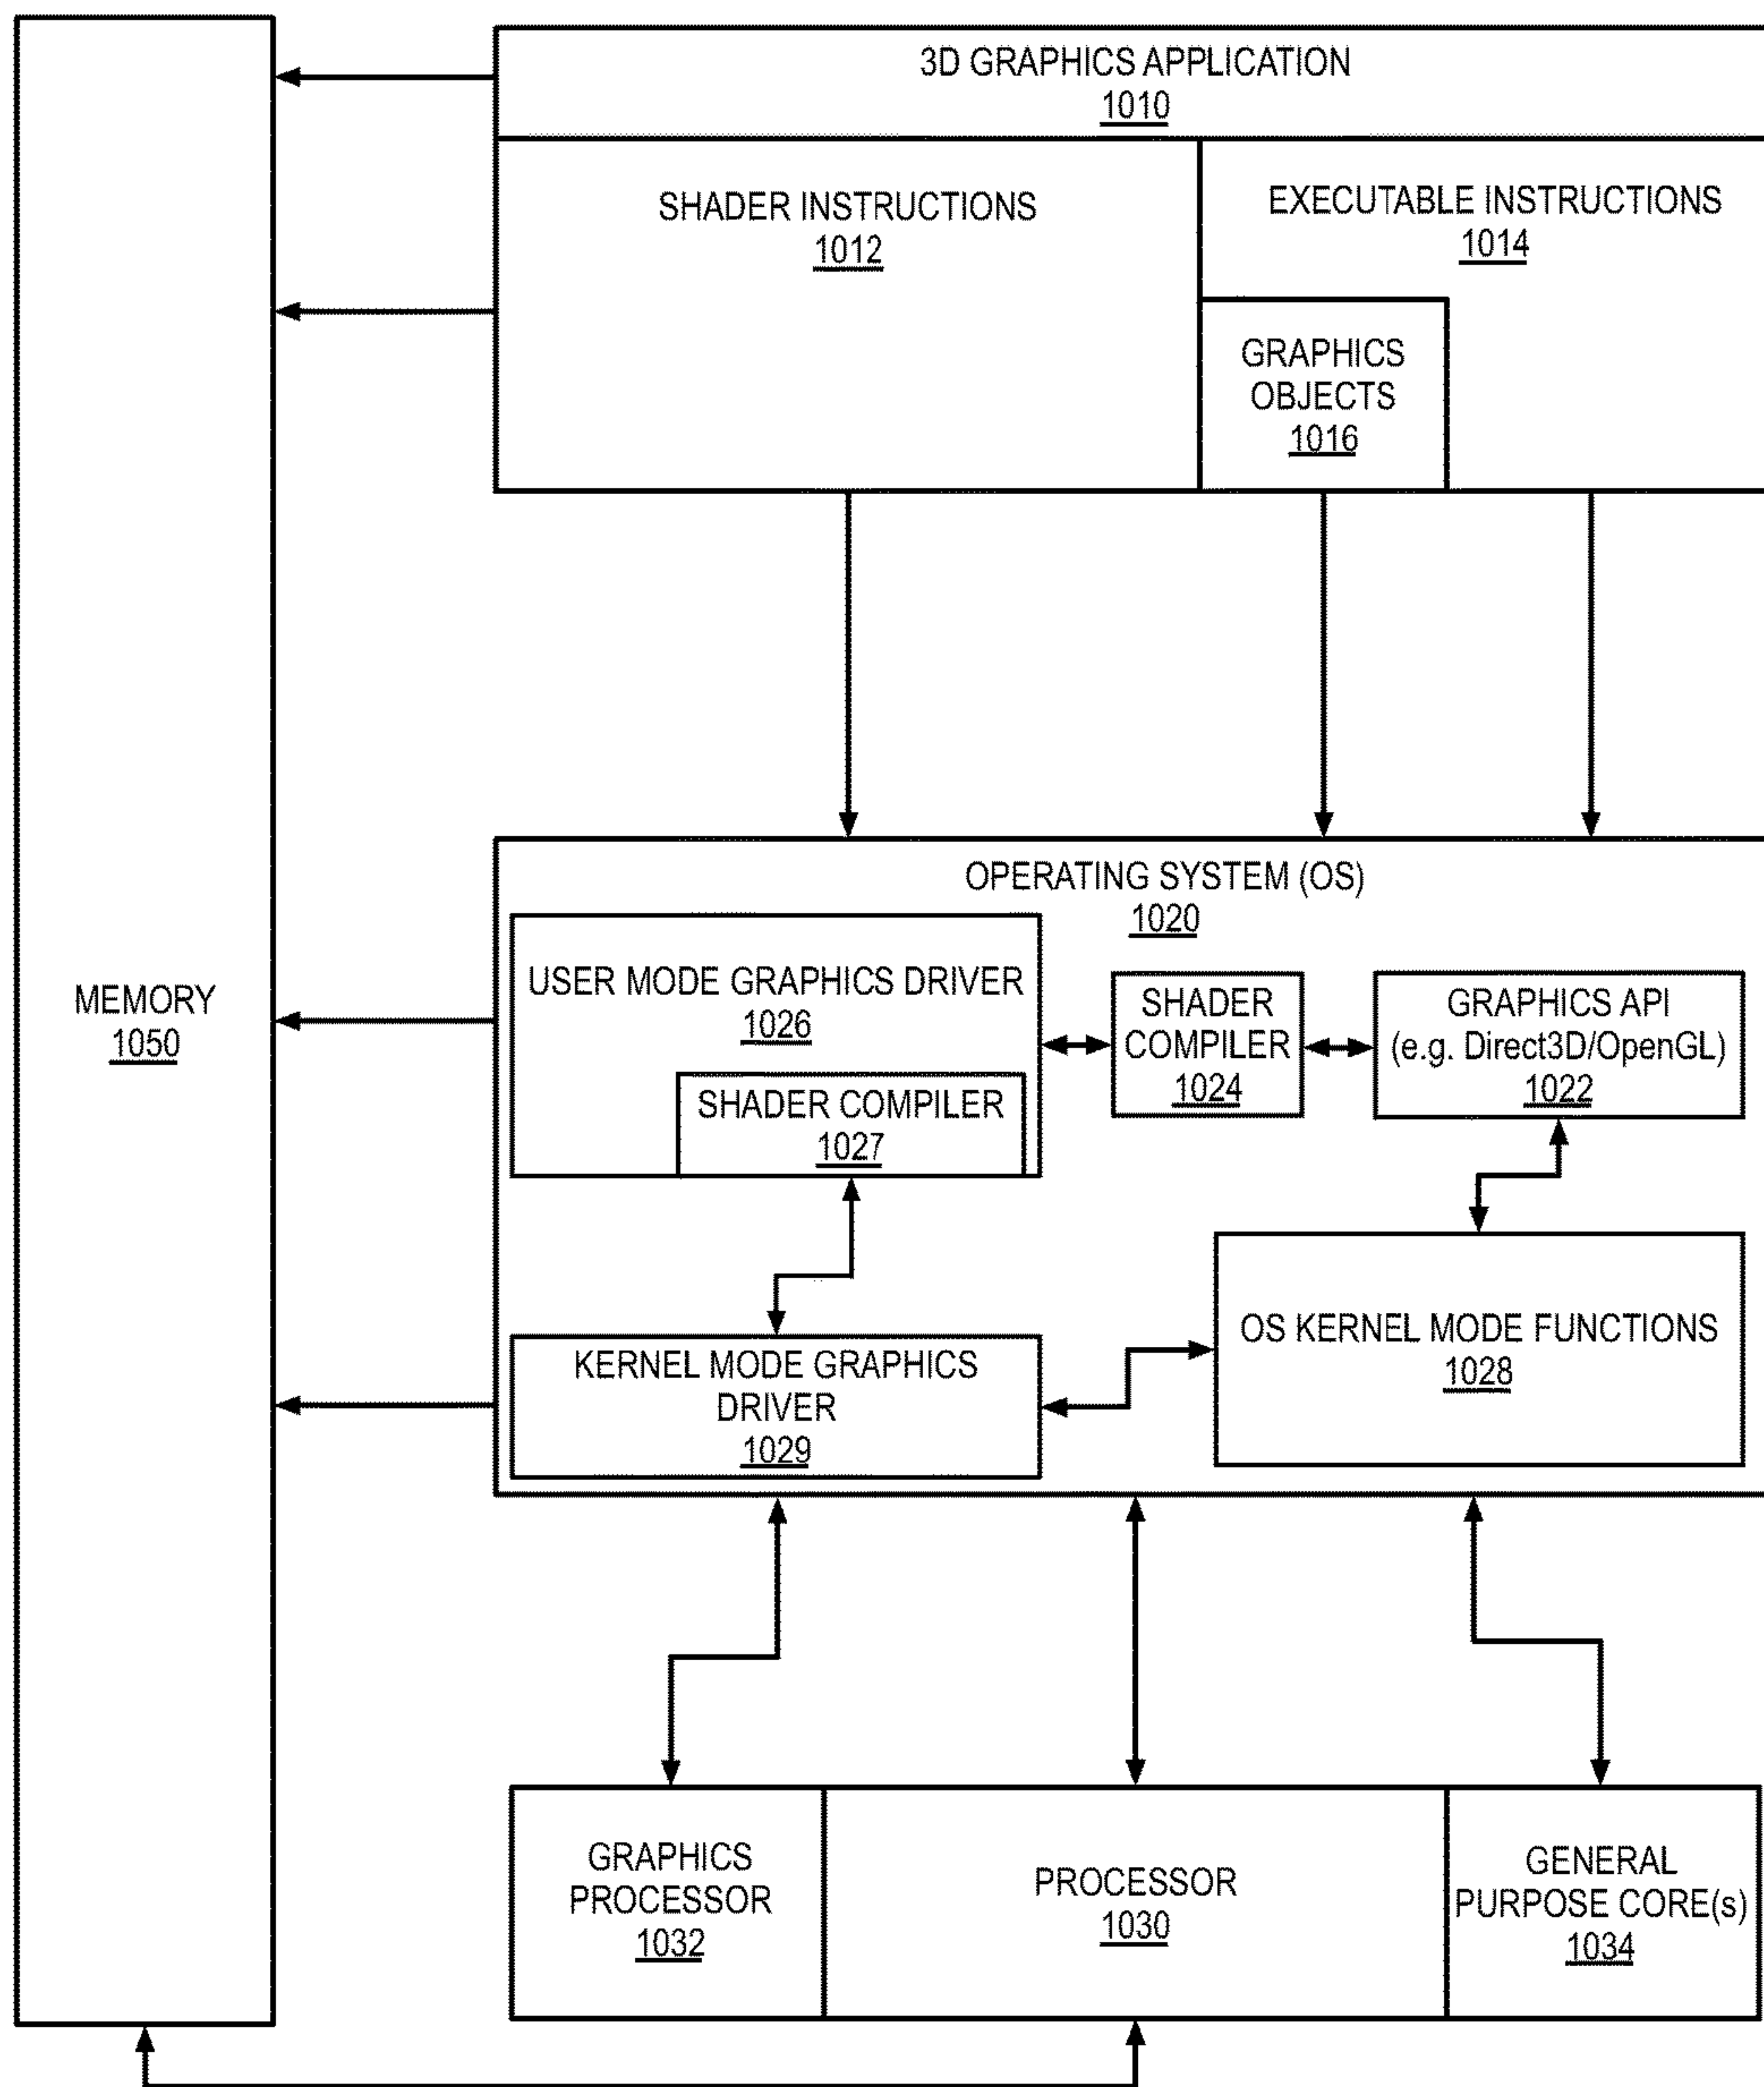 3D GRAPHICS APPLICATION
1010
SHADER INSTRUCTIONS
1012
EXECUTABLE INSTRUCTIONS
1014
GRAPHICS
OBJECTS
1016
MEMORY
1050
OPERATING SYSTEM (OS)
1020
USER MODE GRAPHICS DRIVER
1026
SHADER COMPILER
1027
SHADER
COMPILER
1024
GRAPHICS API
(e.g. Direct3D/OpenGL)
1022
KERNEL MODE GRAPHICS
DRIVER
1029
OS KERNEL MODE FUNCTIONS
1028
GRAPHICS
PROCESSOR
1032
PROCESSOR
1030
GENERAL
PURPOSE CORE(s)
1034